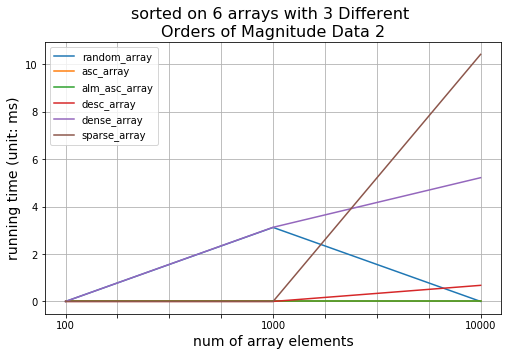 sorted on 6 arrays with 3 Different
Orders of Magnitude Data 2
running time (unit: ms)
10
8
6
4
2
0
random_array
asc_array
alm_asc_array
desc_array
dense_array
sparse_array
100
1000
10000
num of array elements